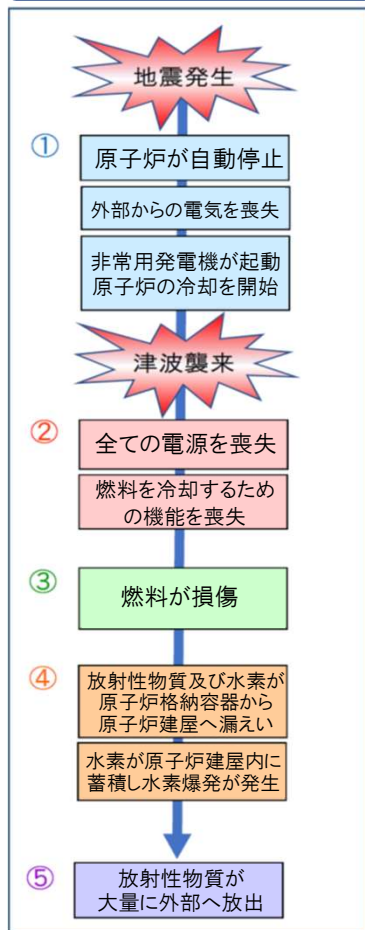 地震発生
①
原子炉が自動停止
外部からの電気を喪失
非常用発電機が起動
原子炉の冷却を開始
津波襲来
②
全ての電源を喪失
燃料を冷却するため
の機能を喪失
③
燃料が損傷
④
放射性物質及び水素が
原子炉格納容器から
原子炉建屋へ漏えい
水素が原子炉建屋内に
蓄積し水素爆発が発生
⑤
放射性物質が
大量に外部へ放出